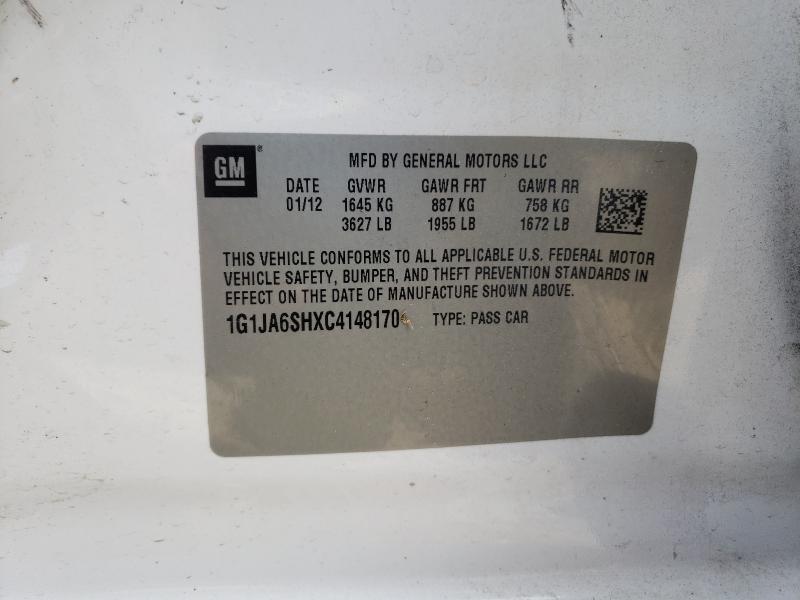 GM®
MFD BY GENERAL MOTORS LLC
DATE GVWR GAWR FRT GAWR RR
01/12 1645 KG 887 KG 758 KG
3627 LB 1955 LB 1672 LB
THIS VEHICLE CONFORMS TO ALL APPLICABLE U.S. FEDERAL MOTOR
VEHICLE SAFETY, BUMPER, AND THEFT PREVENTION STANDARDS IN
EFFECT ON THE DATE OF MANUFACTURE SHOWN ABOVE.
1G1JA6SHXC4148170 TYPE: PASS CAR